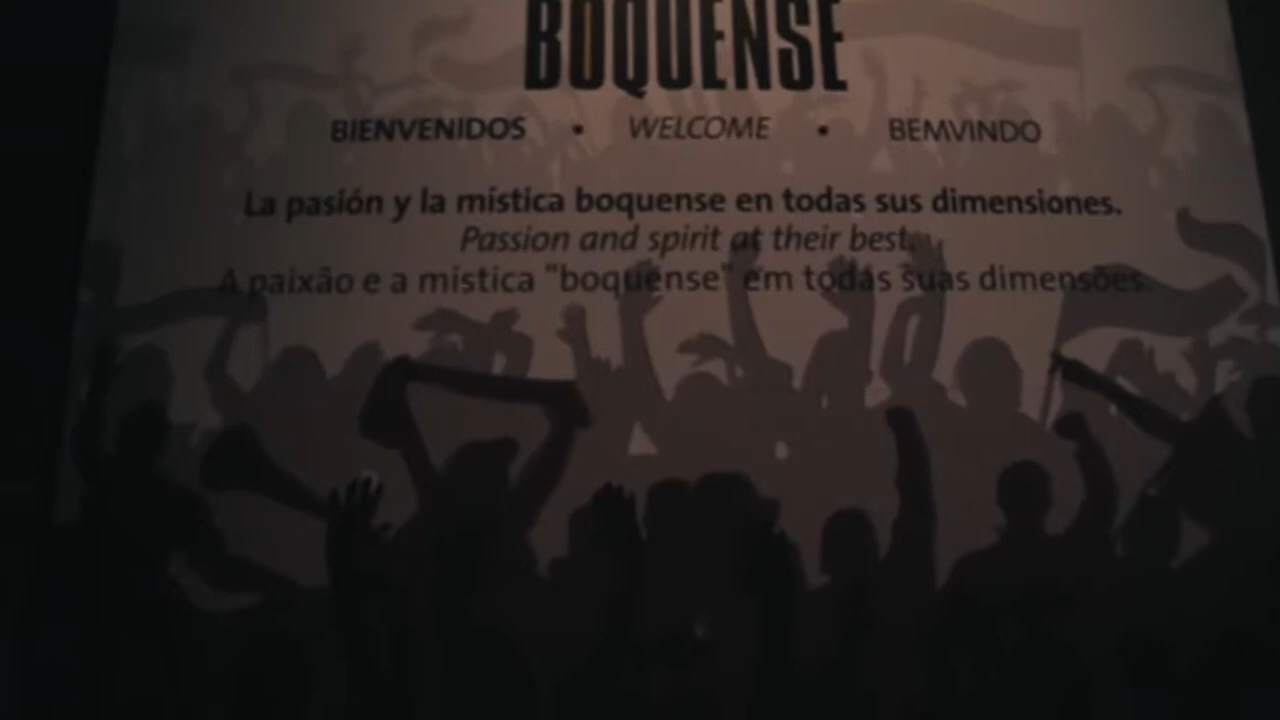 BOQUENSE
BIENVENIDOS • WELCOME • BEMVINDO
La pasión y la mística boquense en todas sus dimensiones.
Passion and spirit at their best.
A paixão e a mística "boquense" em todas suas dimensões.